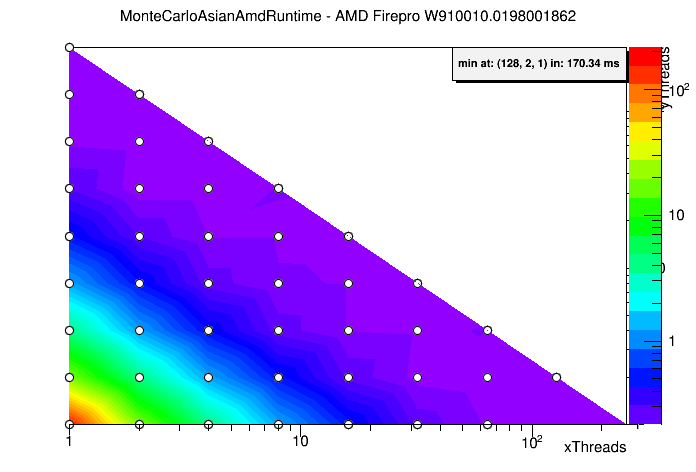 MonteCarloAsianAmdRuntime - AMD Firepro W910010.0198001862
min at: (128, 2, 1) in: 170.34 ms
yThreads
10²
10
1
1
10
10²
xThreads